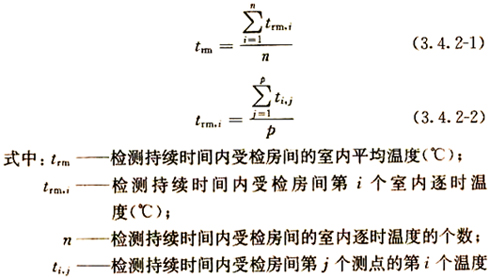 t_rm = \frac{\sum_{i=1}^{n} t_{rm,i}}{n} (3.4.2-1)
t_{rm,i} = \frac{\sum_{j=1}^{p} t_{i,j}}{p} (3.4.2-2)
式中：t_rm ——检测持续时间内受检房间的室内平均温度(℃)；
t_{rm,i} ——检测持续时间内受检房间第 i 个室内逐时温
度(℃)；
n ——检测持续时间内受检房间的室内逐时温度的个数；
t_{i,j} ——检测持续时间内受检房间第 j 个测点的第 i 个温度